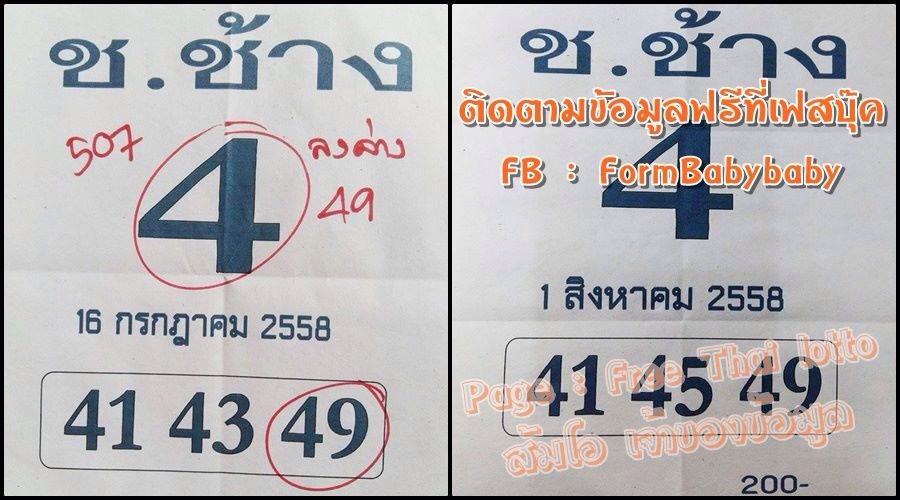 ช.ช้าง
507
4
ลงล่าง
49
16 กรกฎาคม 2558
41 43 49
ช.ช้าง
ติดตามข้อมูลฟรีที่เฟสบุ๊ค
FB : FormBabybaby
4
1 สิงหาคม 2558
41 45 49
Page : Free Thai lotto
ส้มโอ เจ้าของข้อมูล
200-